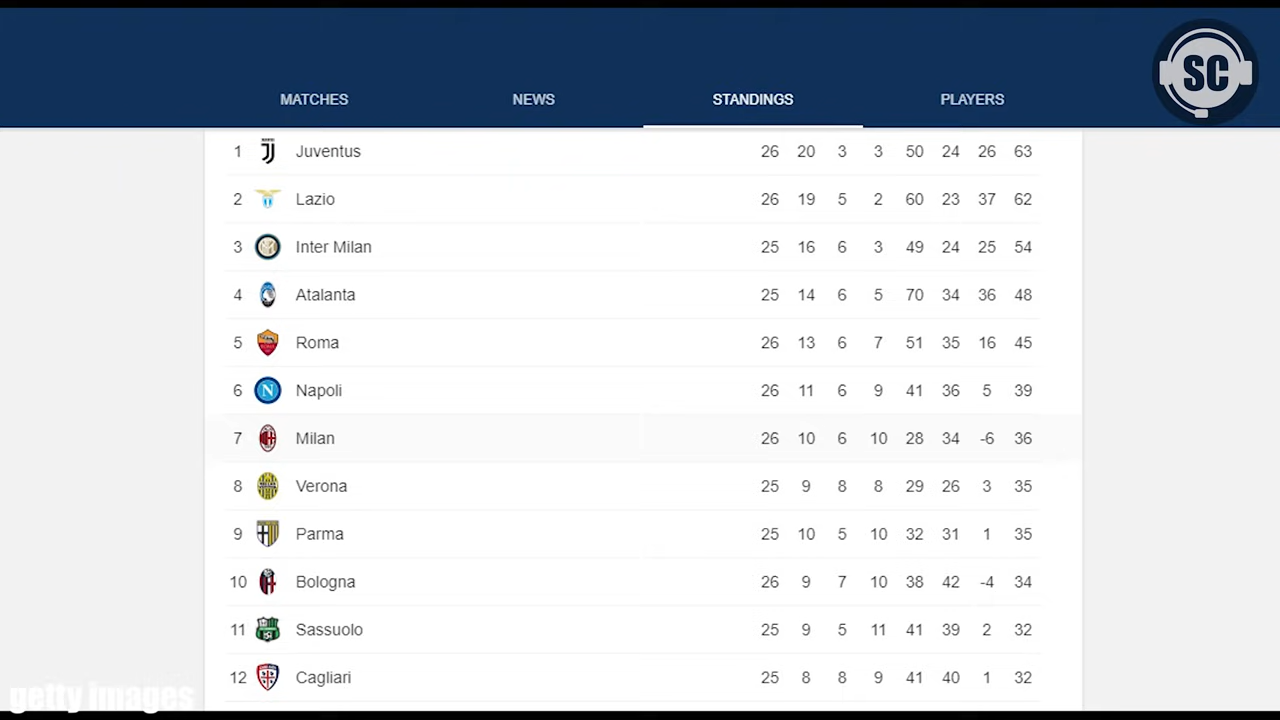 SC
MATCHES NEWS STANDINGS PLAYERS
1 Juventus 26 20 3 3 50 24 26 63
2 Lazio 26 19 5 2 60 23 37 62
3 Inter Milan 25 16 6 3 49 24 25 54
4 Atalanta 25 14 6 5 70 34 36 48
5 Roma 26 13 6 7 51 35 16 45
6 Napoli 26 11 6 9 41 36 5 39
7 Milan 26 10 6 10 28 34 -6 36
8 Verona 25 9 8 8 29 26 3 35
9 Parma 25 10 5 10 32 31 1 35
10 Bologna 26 9 7 10 38 42 -4 34
11 Sassuolo 25 9 5 11 41 39 2 32
12 Cagliari 25 8 8 9 41 40 1 32
getty images